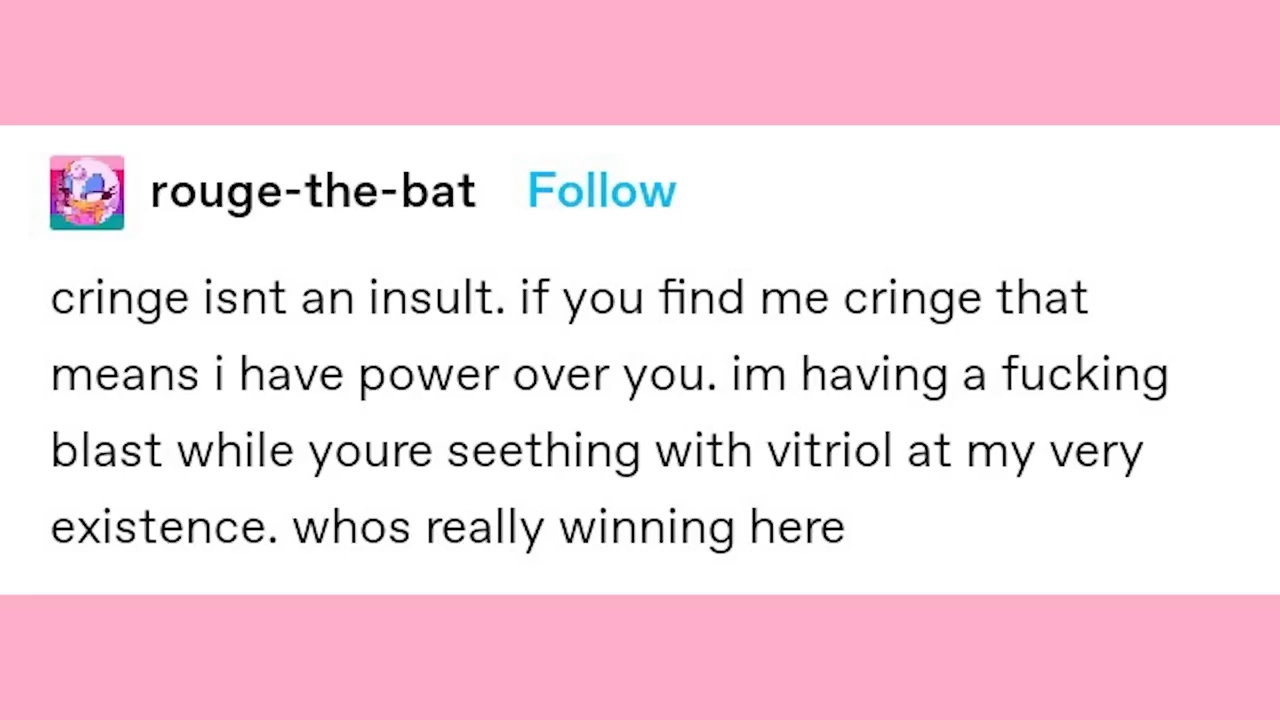 rouge-the-bat Follow
cringe isnt an insult. if you find me cringe that
means i have power over you. im having a fucking
blast while youre seething with vitriol at my very
existence. whos really winning here